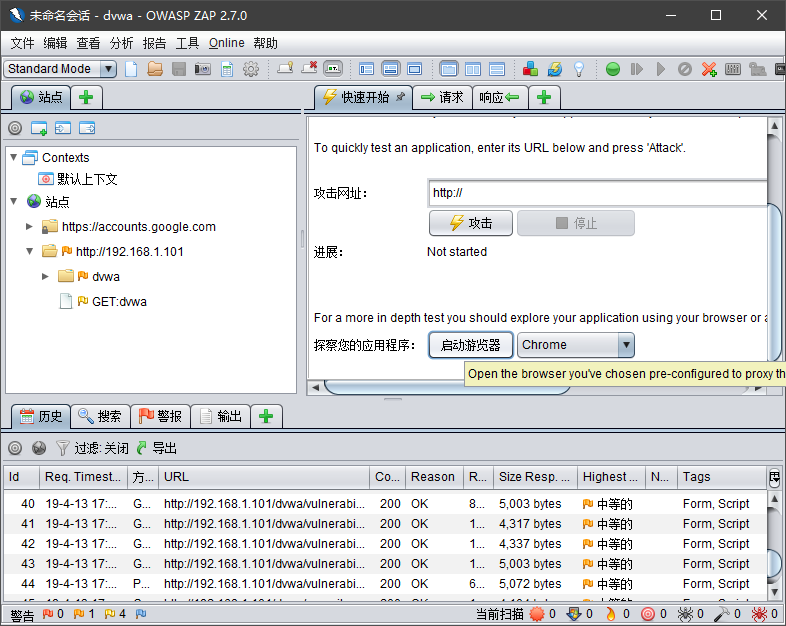 未命名会话 - dvwa - OWASP ZAP 2.7.0
文件 编辑 查看 分析 报告 工具 Online 帮助
Standard Mode
站点
快速开始 请求 响应
To quickly test an application, enter its URL below and press 'Attack'.
Contexts
默认上下文
站点
https://accounts.google.com
http://192.168.1.101
dvwa
GET:dvwa
攻击网址： http://
攻击 停止
进展： Not started
For a more in depth test you should explore your application using your browser or a
探察您的应用程序： 启动游览器 Chrome
Open the browser you've chosen pre-configured to proxy th
历史 搜索 警报 输出
过滤: 关闭 导出
Id Req. Timest... 方... URL Co... Reason R... Size Resp. ... Highest ... N... Tags
40 19-4-13 17:... G... http://192.168.1.101/dvwa/vulnerabi... 200 OK 8... 5,003 bytes 中等的 Form, Script
41 19-4-13 17:... G... http://192.168.1.101/dvwa/vulnerabi... 200 OK 1... 4,317 bytes 中等的 Form, Script
42 19-4-13 17:... G... http://192.168.1.101/dvwa/vulnerabi... 200 OK 1... 4,337 bytes 中等的 Form, Script
43 19-4-13 17:... G... http://192.168.1.101/dvwa/vulnerabi... 200 OK 1... 5,003 bytes 中等的 Form, Script
44 19-4-13 17:... P... http://192.168.1.101/dvwa/vulnerabi... 200 OK 6... 5,072 bytes 中等的 Form, Script
警告 0 1 4 当前扫描 0 0 0 0 0 0 0